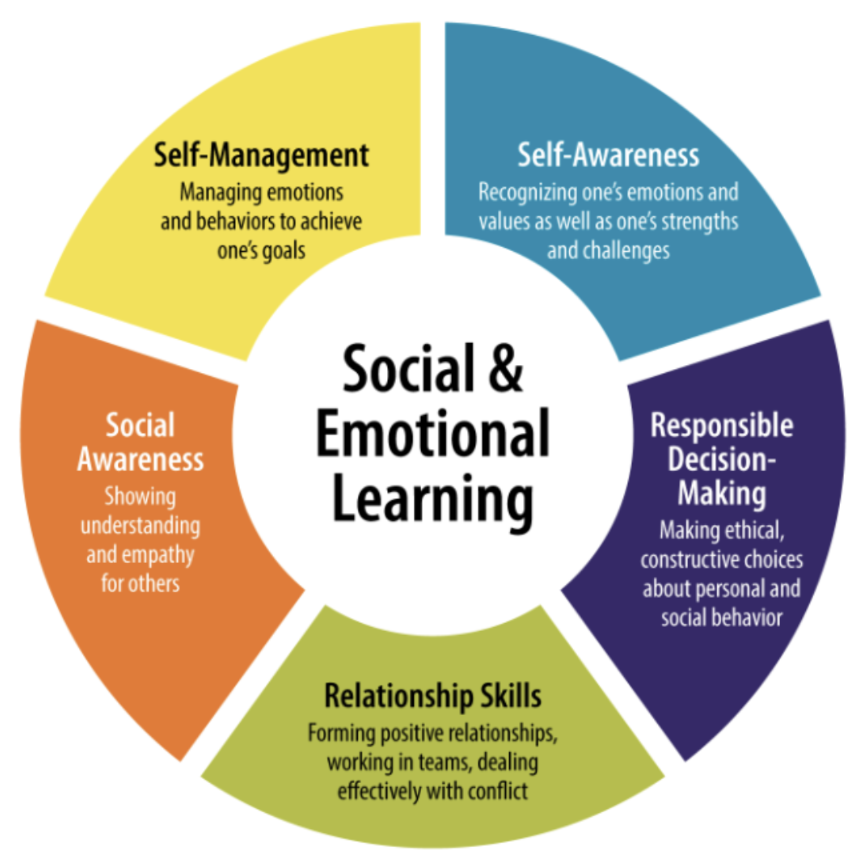 Self-Management
Managing emotions
and behaviors to achieve
one’s goals
Self-Awareness
Recognizing one’s emotions and
values as well as one’s strengths
and challenges
Social &
Emotional
Learning
Social
Awareness
Showing
understanding
and empathy
for others
Responsible
Decision-
Making
Making ethical,
constructive choices
about personal and
social behavior
Relationship Skills
Forming positive relationships,
working in teams, dealing
effectively with conflict